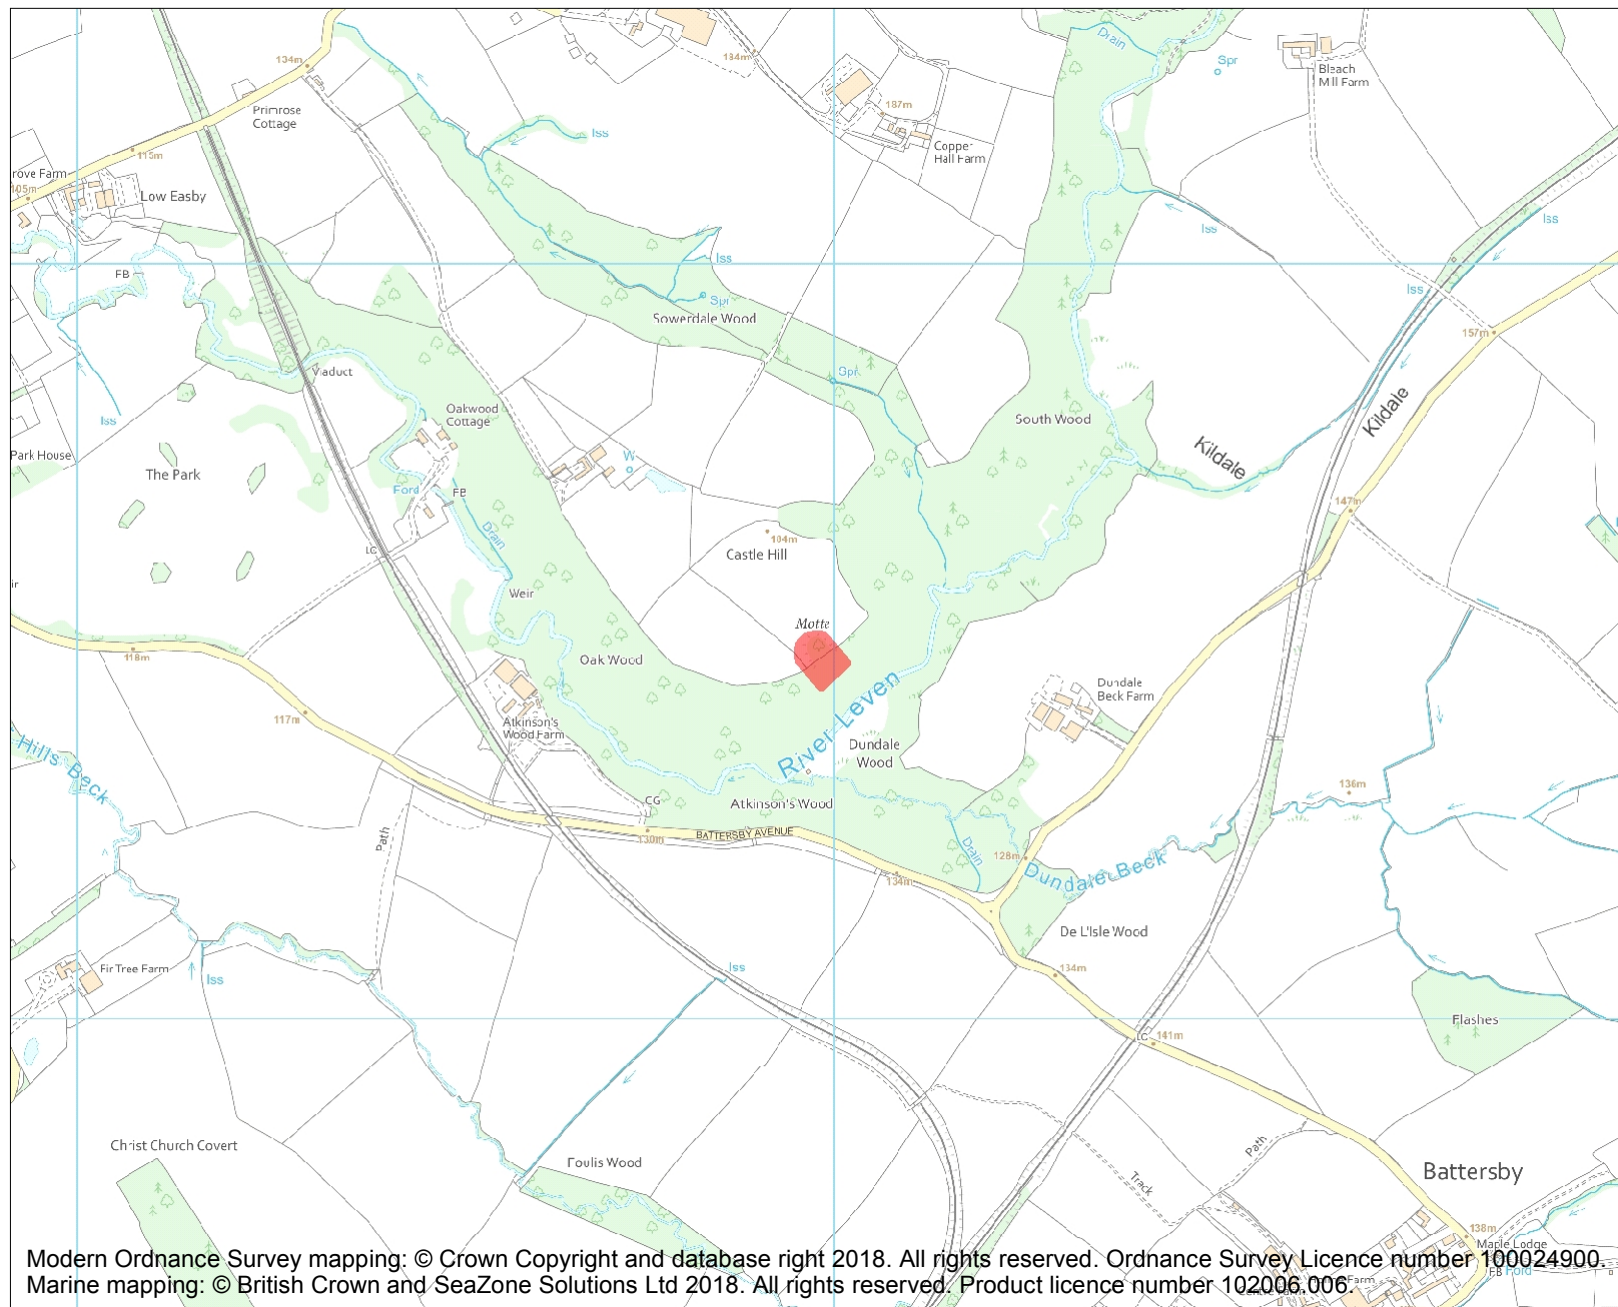 Drain
134m
134m
Spr
Bleach
Mill Farm
Primrose
Cottage
187m
Iss
Copper
Hall Farm
115m
rove Farm
105m
Low Easby
Iss
Iss
FB
Iss
Iss
Spr
Sowerdale Wood
157m
Viaduct
Spr
Kildale
Oakwood
Cottage
South Wood
Iss
Park House
W
Kildale
The Park
Ford
FB
147m
Drain
104m
Castle Hill
LC
ir
Weir
Motte
118m
Oak Wood
Dundale
Beck Farm
117m
Atkinson's
Wood Farm
River Leven
Hills Beck
Dundale
Wood
136m
CG
Atkinson's Wood
BATTERSBY AVENUE
130m
Path
Drain
128m
Dundale Beck
134m
De L'Isle Wood
Fir Tree Farm
Iss
Iss
134m
Flashes
LC
141m
Christ Church Covert
Foulis Wood
Path
Track
Battersby
138m
Maple Lodge
FB Ford
Modern Ordnance Survey mapping: © Crown Copyright and database right 2018. All rights reserved. Ordnance Survey Licence number 100024900.
Marine mapping: © British Crown and SeaZone Solutions Ltd 2018. All rights reserved. Product licence number 102006.006.